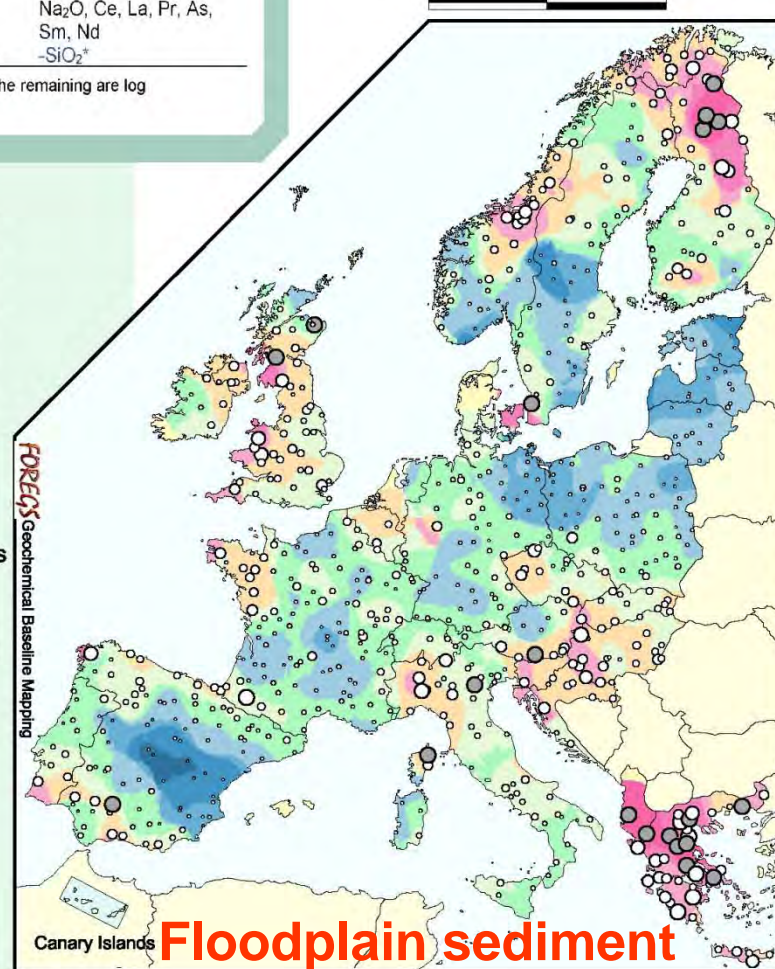 Na₂O, Ce, La, Pr, As,
Sm, Nd
-SiO₂*
he remaining are log
s
FOREGS Geochemical Baseline Mapping
Canary Islands
Floodplain sediment